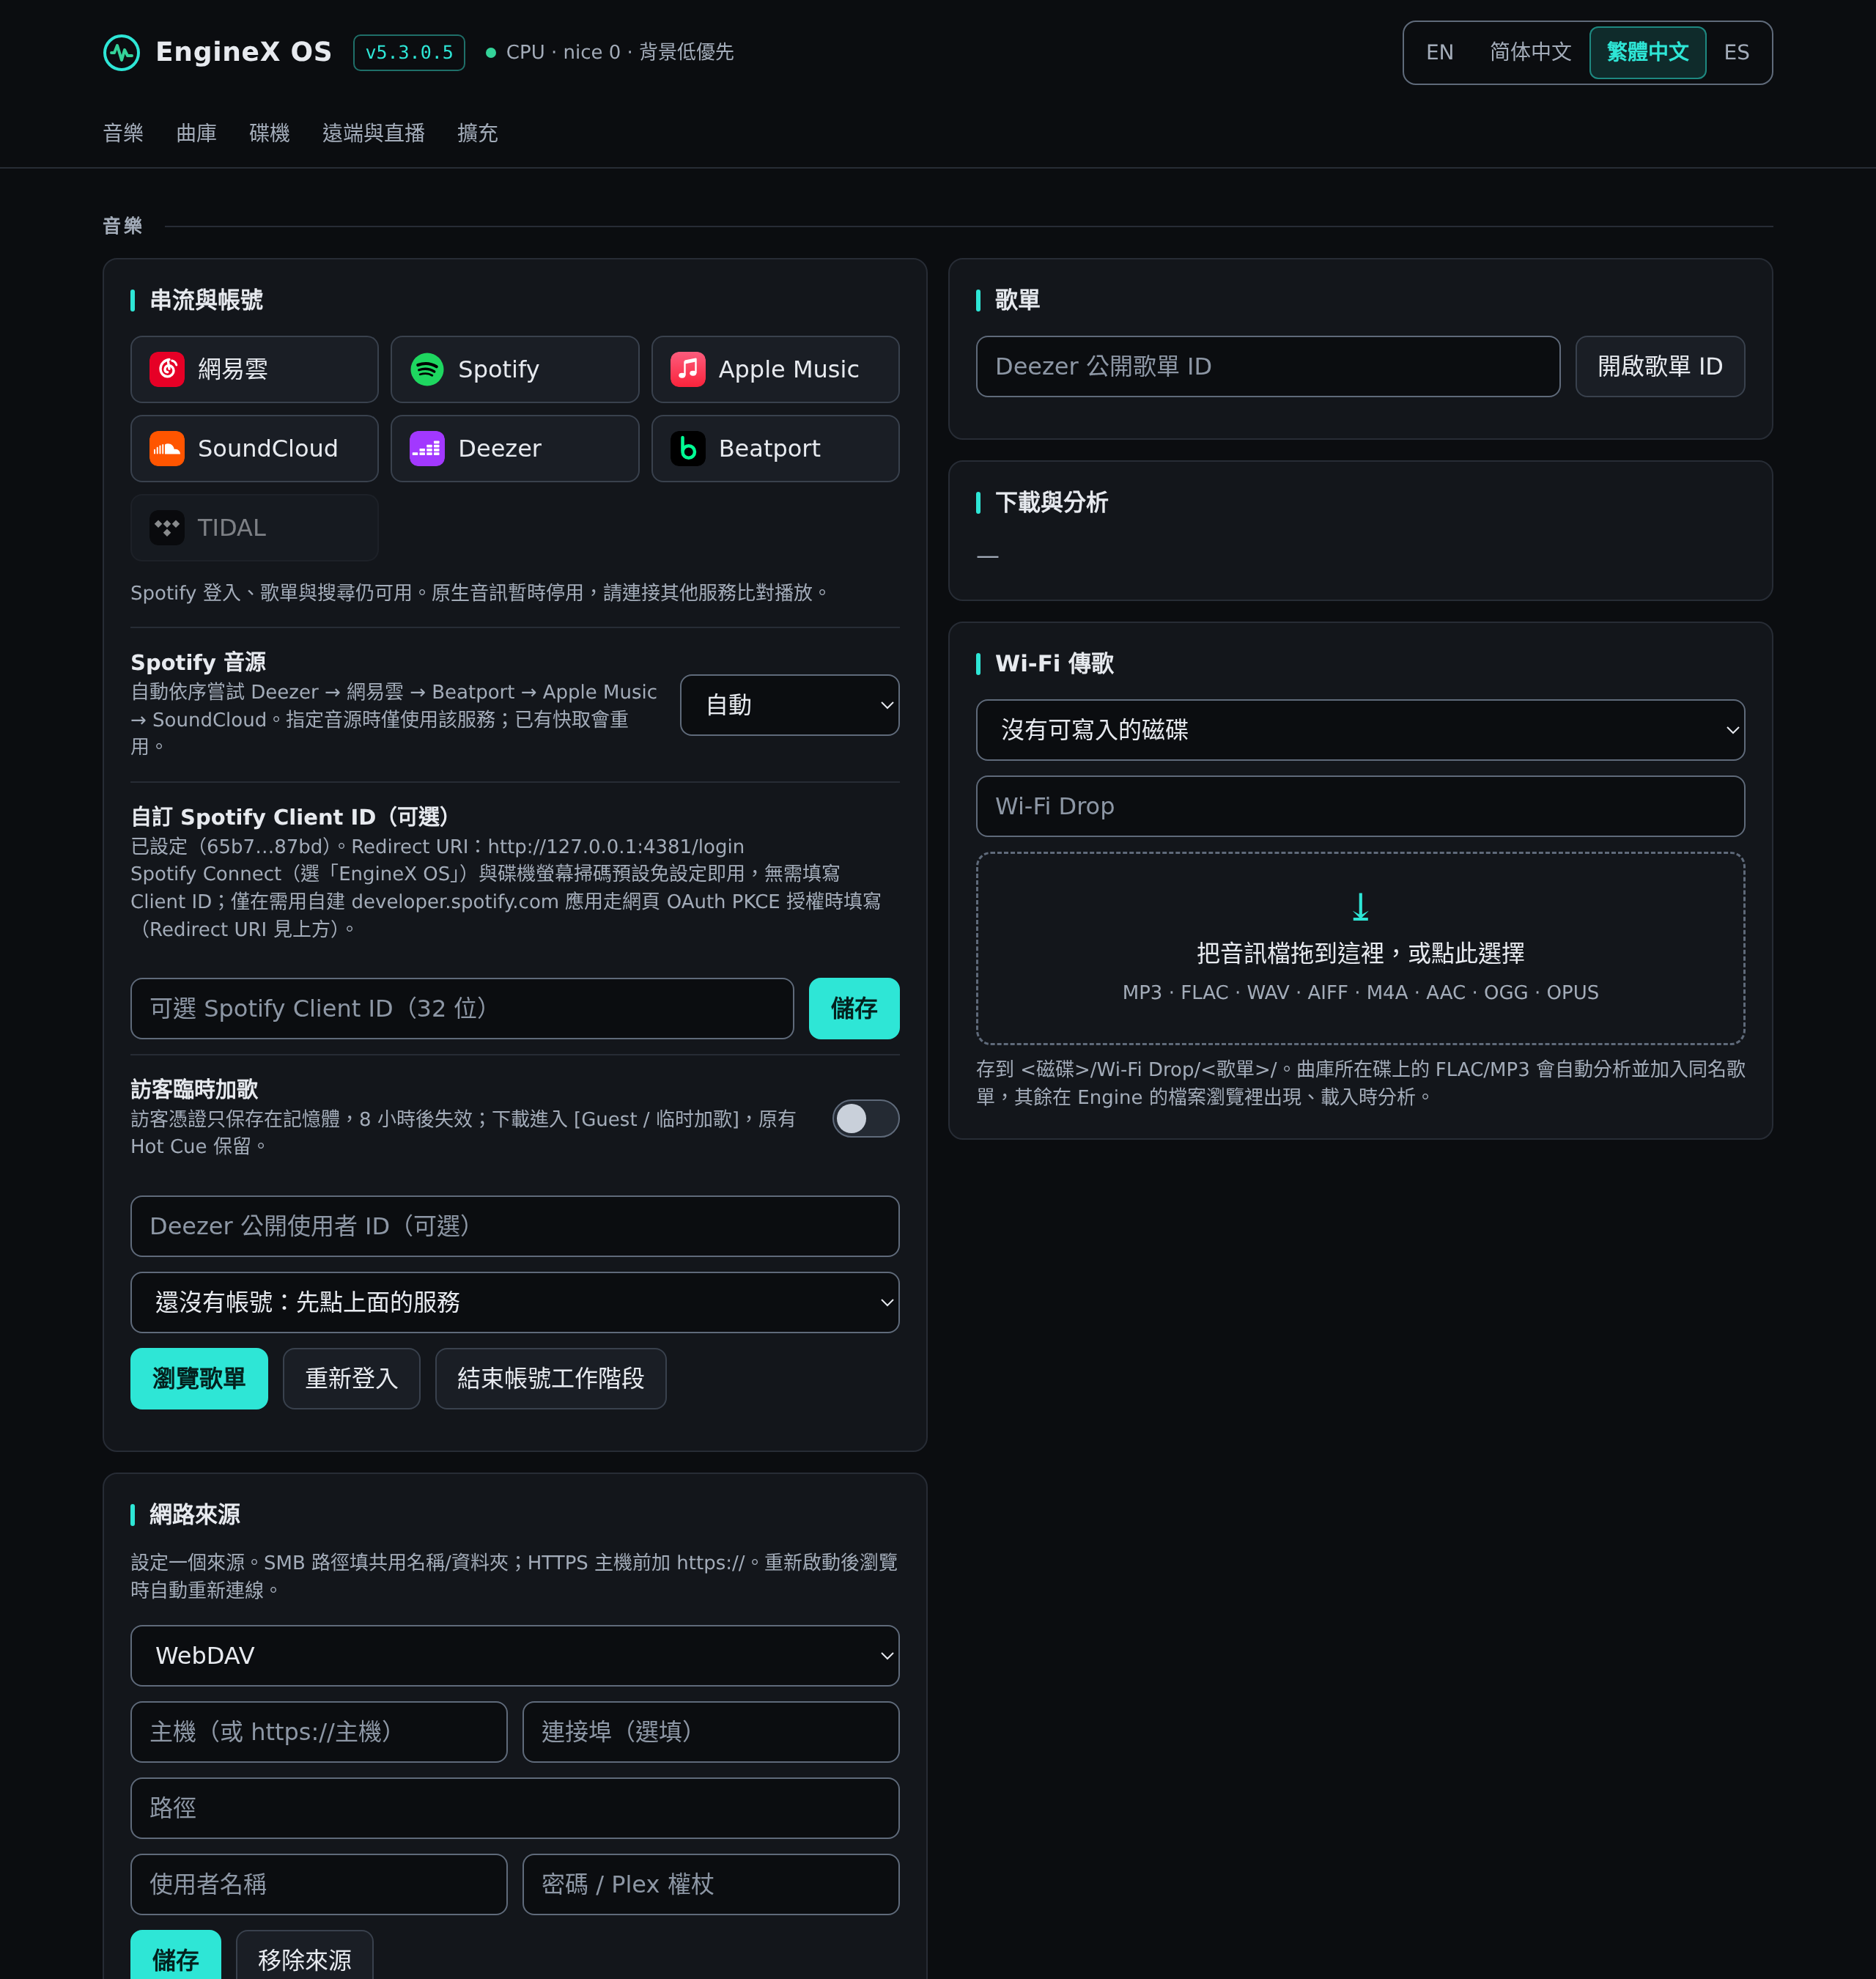 EngineX OS
v5.3.0.5
CPU · nice 0 · 背景低優先
EN
简体中文
繁體中文
ES
音樂
曲庫
碟機
遠端與直播
擴充
音樂
串流與帳號
網易雲
Spotify
Apple Music
SoundCloud
Deezer
Beatport
TIDAL
Spotify 登入、歌單與搜尋仍可用。原生音訊暫時停用，請連接其他服務比對播放。
Spotify 音源
自動依序嘗試 Deezer → 網易雲 → Beatport → Apple Music
→ SoundCloud。指定音源時僅使用該服務；已有快取會重
用。
自動
自訂 Spotify Client ID（可選）
已設定（65b7…87bd）。Redirect URI：http://127.0.0.1:4381/login
Spotify Connect（選「EngineX OS」）與碟機螢幕掃碼預設免設定即用，無需填寫
Client ID；僅在需用自建 developer.spotify.com 應用走網頁 OAuth PKCE 授權時填寫
（Redirect URI 見上方）。
可選 Spotify Client ID（32 位）
儲存
訪客臨時加歌
訪客憑證只保存在記憶體，8 小時後失效；下載進入 [Guest / 临时加歌]，原有
Hot Cue 保留。
Deezer 公開使用者 ID（可選）
還沒有帳號：先點上面的服務
瀏覽歌單
重新登入
結束帳號工作階段
網路來源
設定一個來源。SMB 路徑填共用名稱/資料夾；HTTPS 主機前加 https://。重新啟動後瀏覽
時自動重新連線。
WebDAV
主機（或 https://主機）
連接埠（選填）
路徑
使用者名稱
密碼 / Plex 權杖
儲存
移除來源
歌單
Deezer 公開歌單 ID
開啟歌單 ID
下載與分析
—
Wi-Fi 傳歌
沒有可寫入的磁碟
Wi-Fi Drop
把音訊檔拖到這裡，或點此選擇
MP3 · FLAC · WAV · AIFF · M4A · AAC · OGG · OPUS
存到 <磁碟>/Wi-Fi Drop/<歌單>/。曲庫所在碟上的 FLAC/MP3 會自動分析並加入同名歌
單，其餘在 Engine 的檔案瀏覽裡出現、載入時分析。